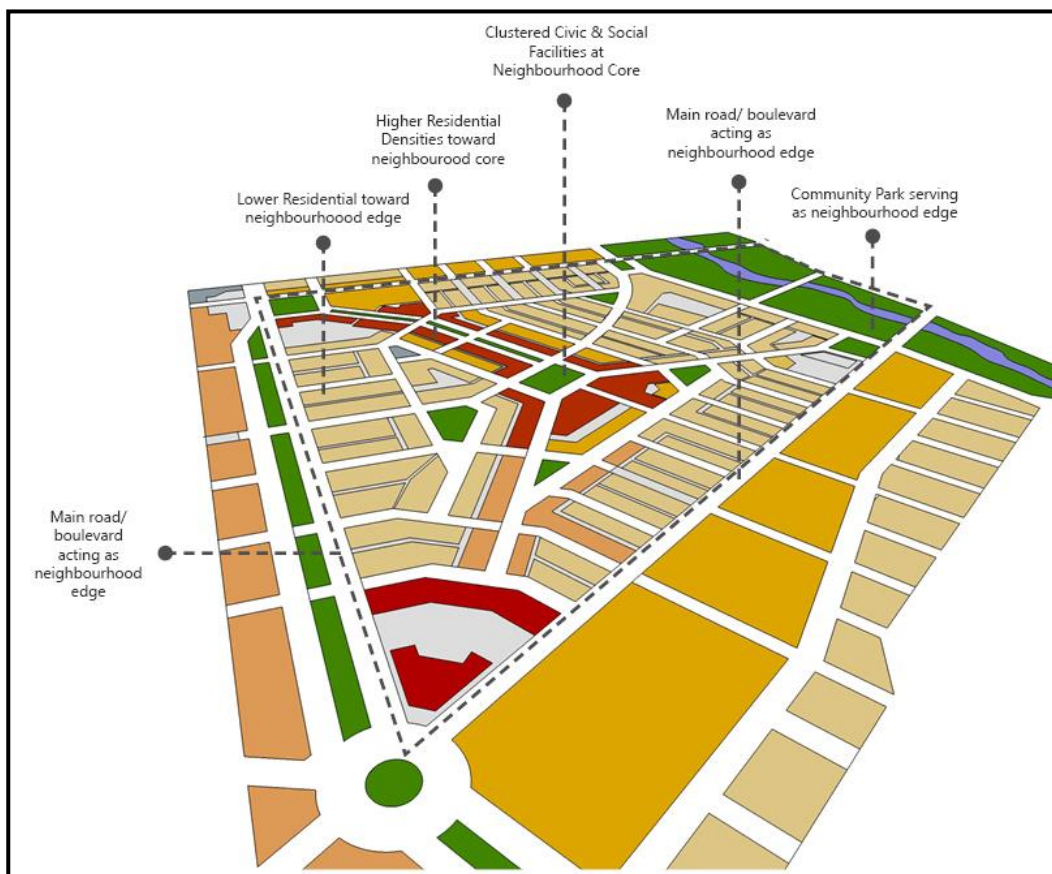 Clustered Civic & Social
Facilities at
Neighbourhood Core
Higher Residential
Densities toward
neighbourood core
Main road/ boulevard
acting as
neighbourhood edge
Lower Residential toward
neighbourhoood edge
Community Park serving
as neighbourhood edge
Main road/
boulevard
acting as
neighbourhood
edge